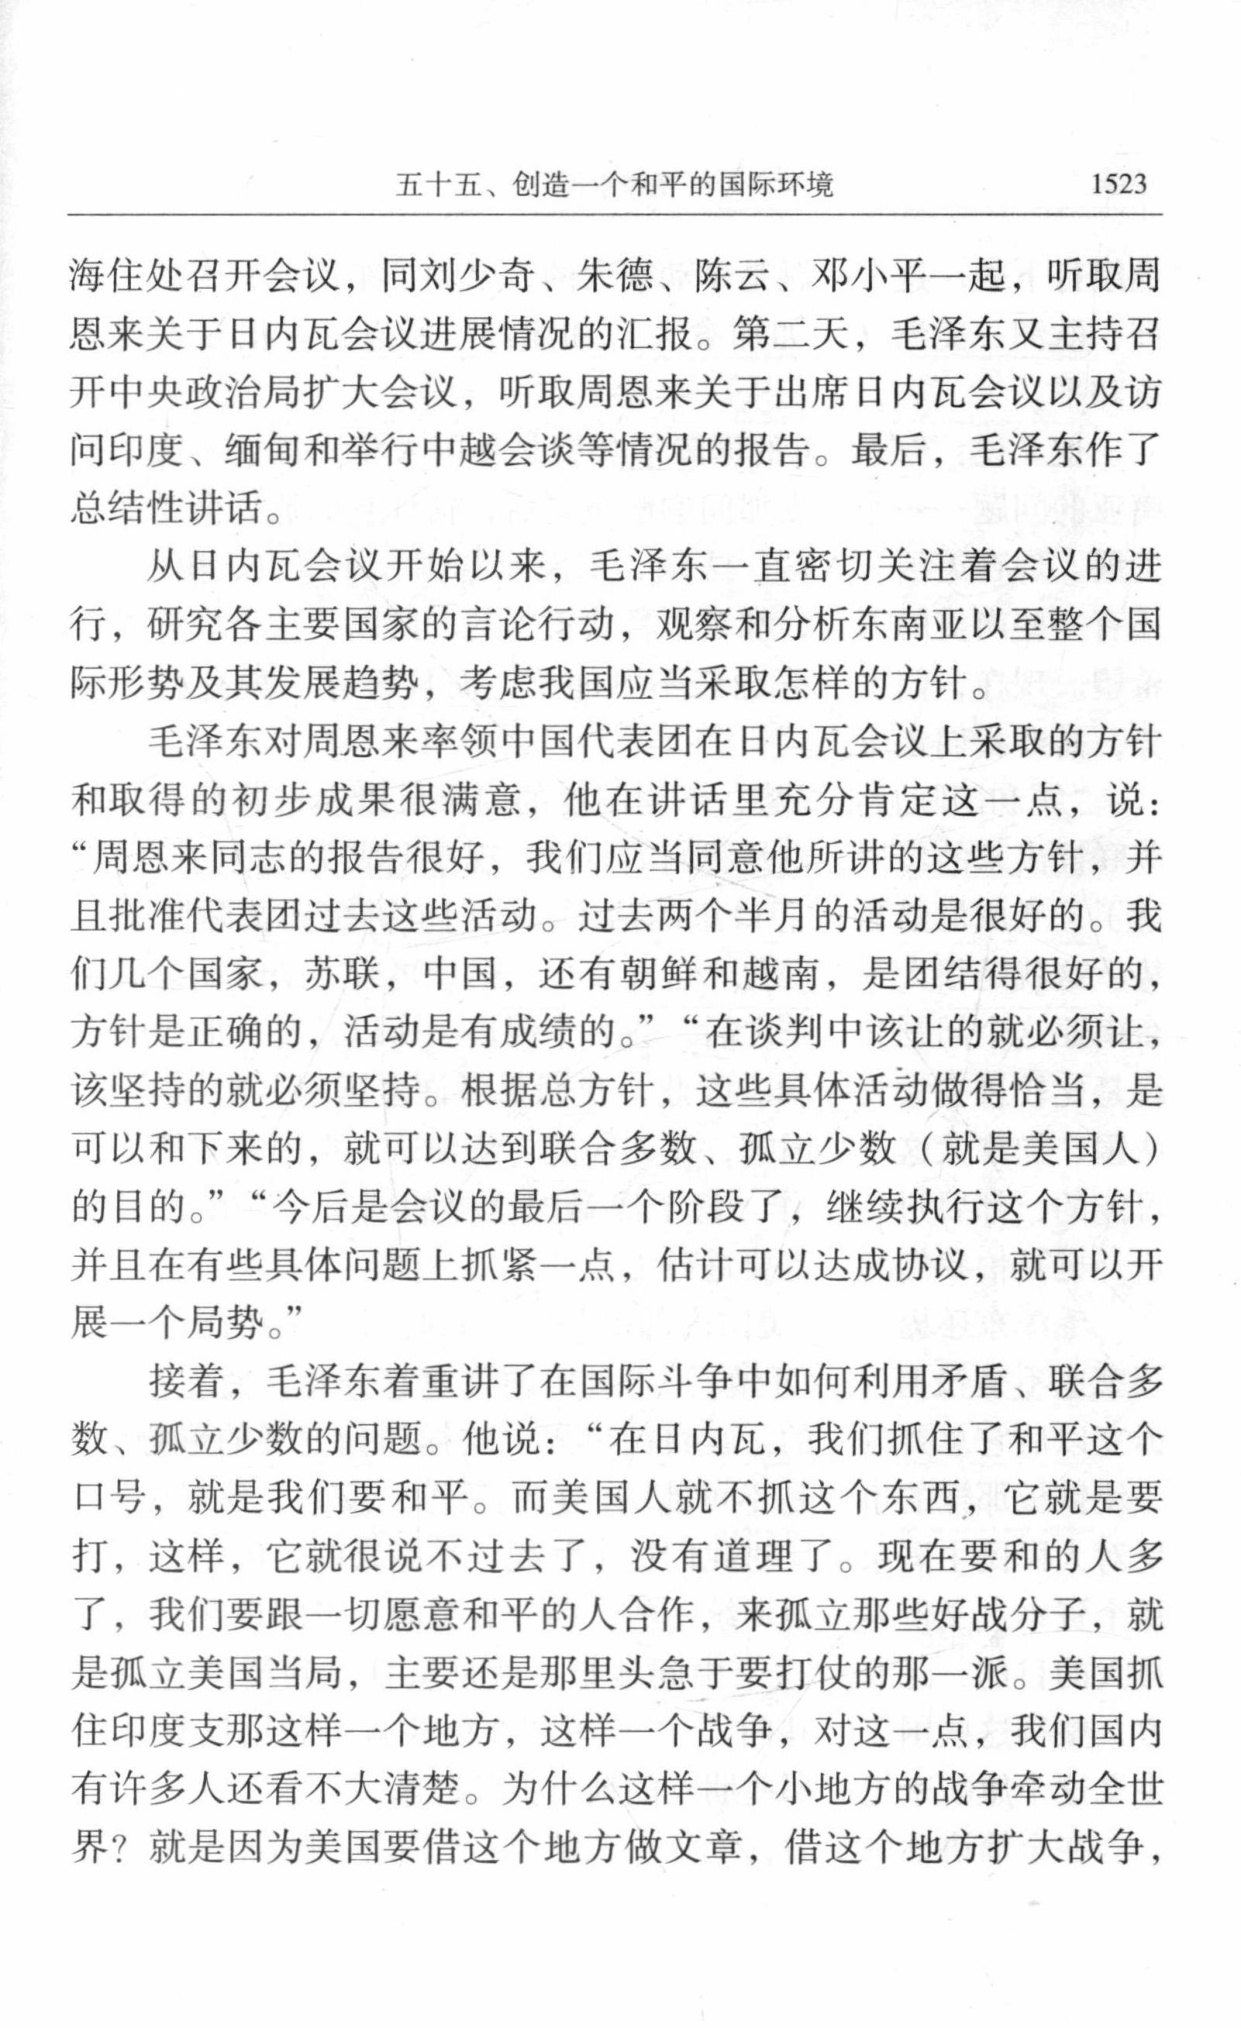 五十五、创造一个和平的国际环境 1523
海住处召开会议，同刘少奇、朱德、陈云、邓小平一起，听取周
恩来关于日内瓦会议进展情况的汇报。第二天，毛泽东又主持召
开中央政治局扩大会议，听取周恩来关于出席日内瓦会议以及访
问印度、缅甸和举行中越会谈等情况的报告。最后，毛泽东作了
总结性讲话。
从日内瓦会议开始以来，毛泽东一直密切关注着会议的进
行，研究各主要国家的言论行动，观察和分析东南亚以至整个国
际形势及其发展趋势，考虑我国应当采取怎样的方针。
毛泽东对周恩来率领中国代表团在日内瓦会议上采取的方针
和取得的初步成果很满意，他在讲话里充分肯定这一点，说：
“周恩来同志的报告很好，我们应当同意他所讲的这些方针，并
且批准代表团过去这些活动。过去两个半月的活动是很好的。我
们几个国家，苏联，中国，还有朝鲜和越南，是团结得很好的，
方针是正确的，活动是有成绩的。”“在谈判中该让的就必须让，
该坚持的就必须坚持。根据总方针，这些具体活动做得恰当，是
可以和下来的，就可以达到联合多数、孤立少数（就是美国人）
的目的。”“今后是会议的最后一个阶段了，继续执行这个方针，
并且在有些具体问题上抓紧一点，估计可以达成协议，就可以开
展一个局势。”
接着，毛泽东着重讲了在国际斗争中如何利用矛盾、联合多
数、孤立少数的问题。他说：“在日内瓦，我们抓住了和平这个
口号，就是我们要和平。而美国人就不抓这个东西，它就是要
打，这样，它就很说不过去了，没有道理了。现在要和的人多
了，我们要跟一切愿意和平的人合作，来孤立那些好战分子，就
是孤立美国当局，主要还是那里头急于要打仗的那一派。美国抓
住印度支那这样一个地方，这样一个战争，对这一点，我们国内
有许多人还看不大清楚。为什么这样一个小地方的战争牵动全世
界？就是因为美国要借这个地方做文章，借这个地方扩大战争，